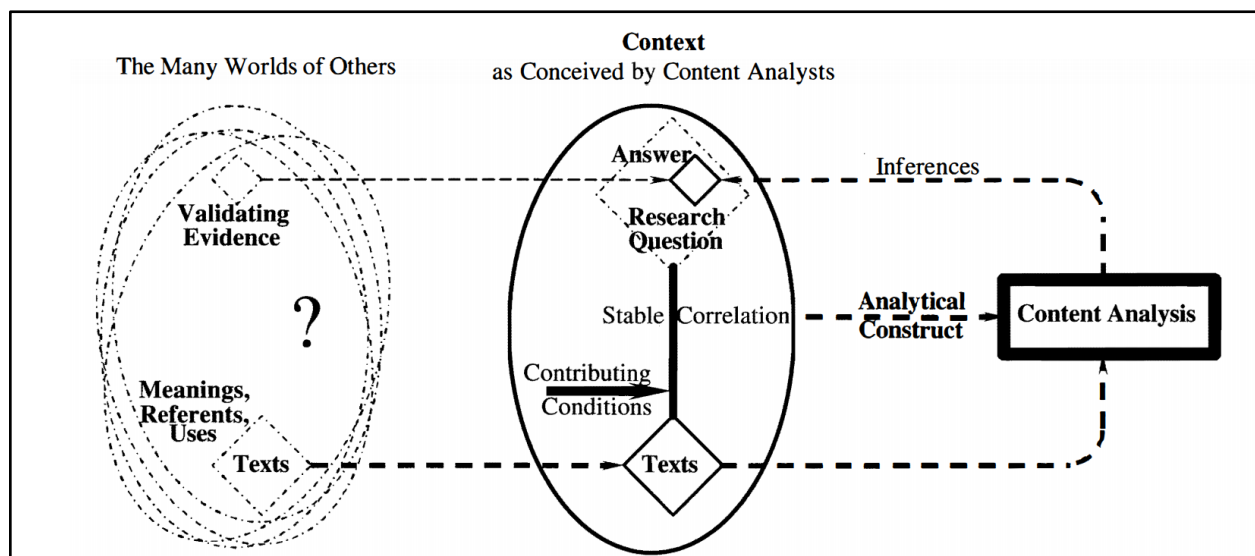 The Many Worlds of Others
Context
as Conceived by Content Analysts
Validating
Evidence
?
Meanings,
Referents,
Uses
Texts
Answer
Research
Question
Stable Correlation
Contributing
Conditions
Texts
Inferences
Analytical
Construct
Content Analysis